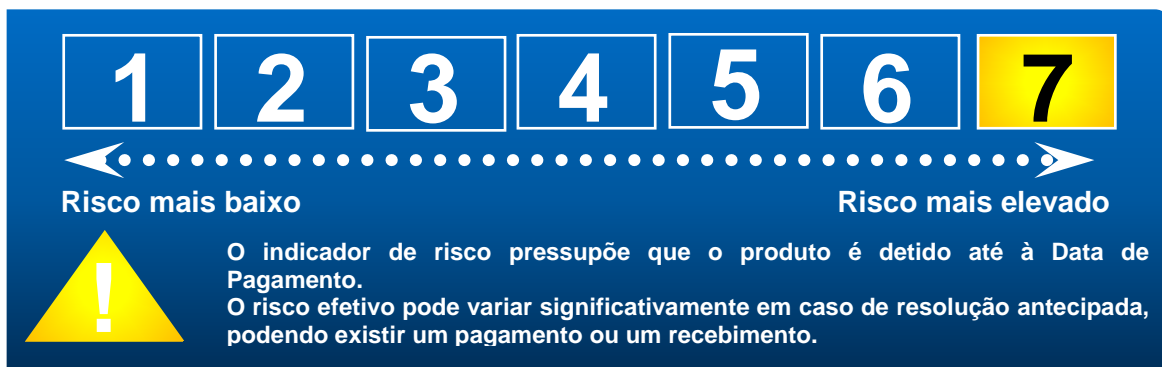 1 2 3 4 5 6 7
Risco mais baixo Risco mais elevado
!
O indicador de risco pressupõe que o produto é detido até à Data de
Pagamento.
O risco efetivo pode variar significativamente em caso de resolução antecipada,
podendo existir um pagamento ou um recebimento.